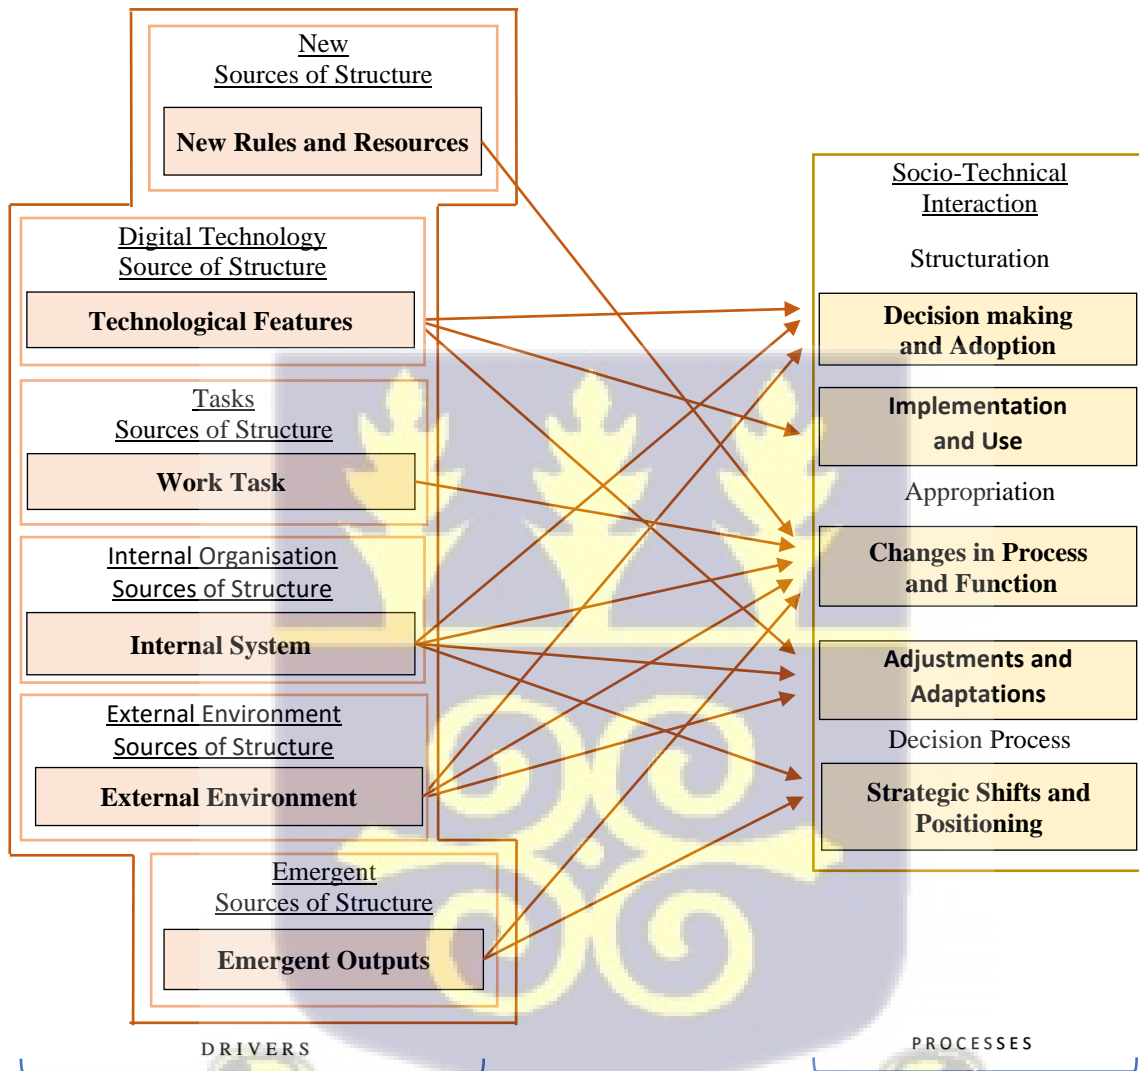 New
Sources of Structure
New Rules and Resources
Digital Technology
Source of Structure
Technological Features
Tasks
Sources of Structure
Work Task
Internal Organisation
Sources of Structure
Internal System
External Environment
Sources of Structure
External Environment
Emergent
Sources of Structure
Emergent Outputs
DRIVERS
Socio-Technical
Interaction
Structuration
Decision making
and Adoption
Implementation
and Use
Appropriation
Changes in Process
and Function
Adjustments and
Adaptations
Decision Process
Strategic Shifts and
Positioning
PROCESSES